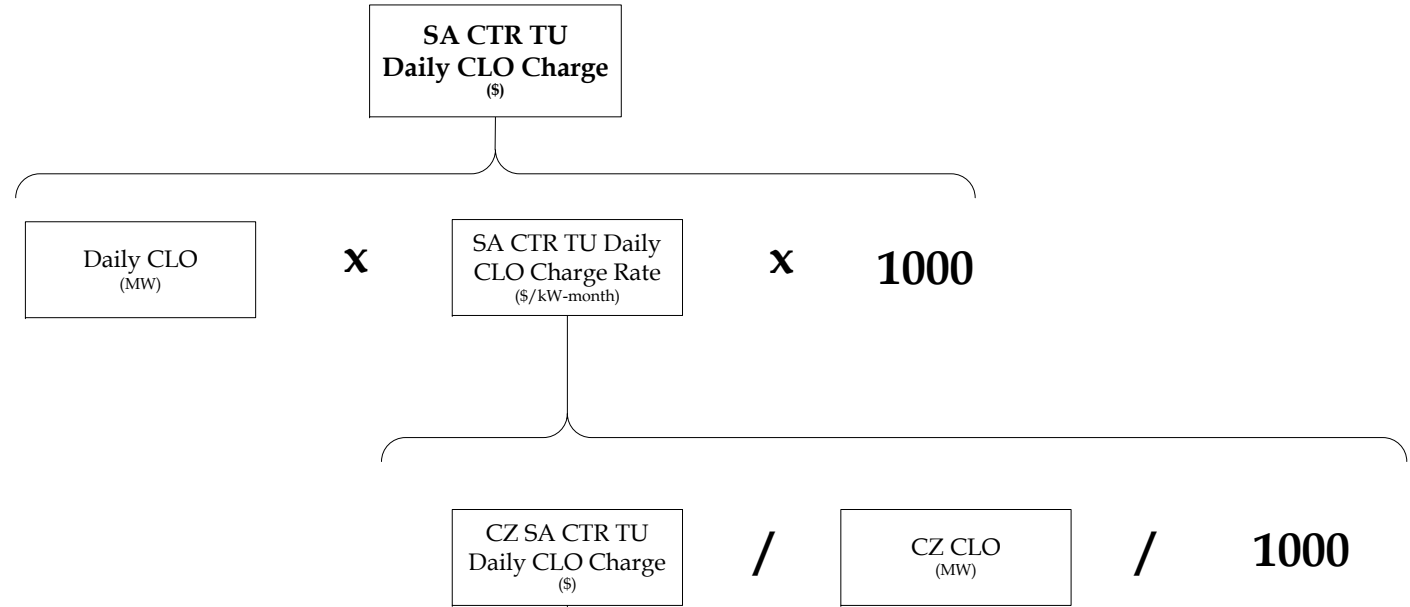 SA CTR TU
Daily CLO Charge
($)
Daily CLO
(MW)
x
SA CTR TU Daily
CLO Charge Rate
($/kW-month)
x
1000
CZ SA CTR TU
Daily CLO Charge
($)
/
CZ CLO
(MW)
/
1000